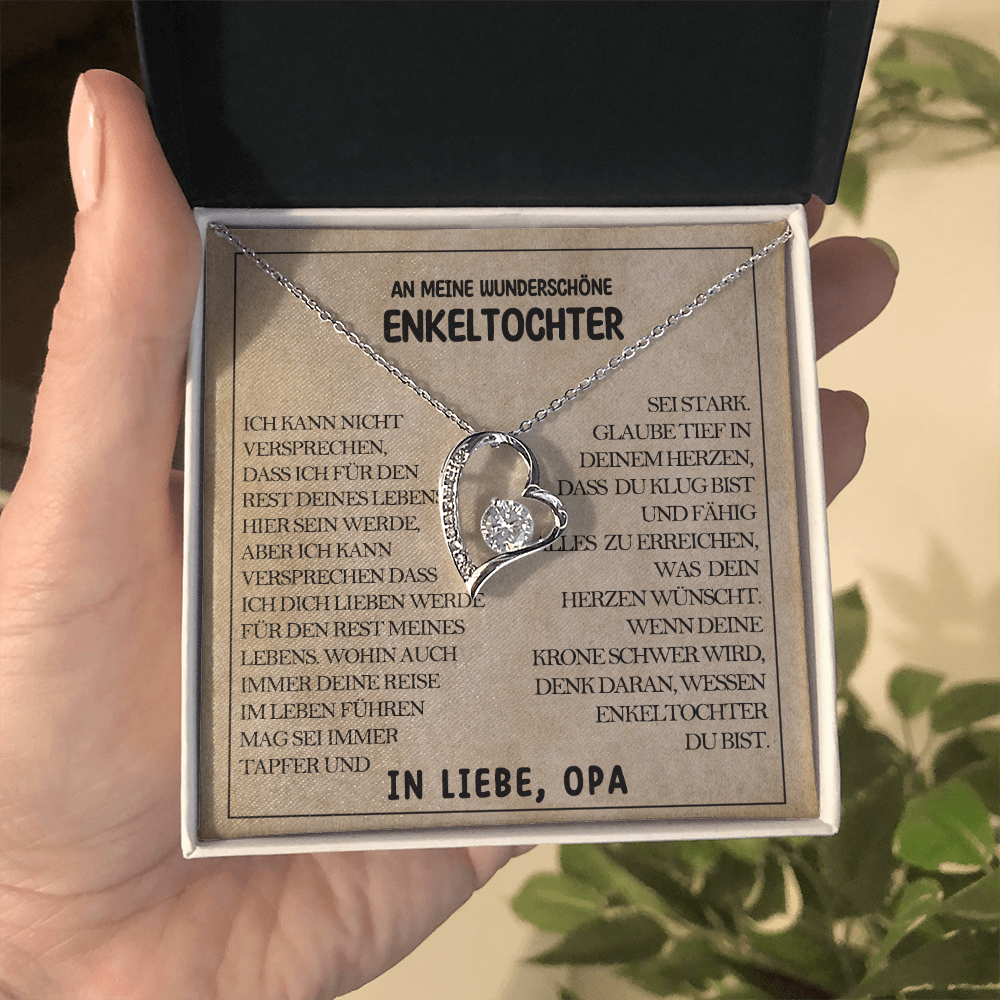 AN MEINE WUNDERSCHÖNE
ENKELTOCHTER
ICH KANN NICHT
VERSPRECHEN,
DASS ICH FÜR DEN
REST DEINES LEBENS
HIER SEIN WERDE,
ABER ICH KANN
VERSPRECHEN DASS
ICH DICH LIEBEN WERDE
FÜR DEN REST MEINES
LEBENS. WOHIN AUCH
IMMER DEINE REISE
IM LEBEN FÜHREN
MAG SEI IMMER
TAPFER UND
SEI STARK.
GLAUBE TIEF IN
DEINEM HERZEN,
DASS DU KLUG BIST
UND FÄHIG
ALLES ZU ERREICHEN,
WAS DEIN
HERZEN WÜNSCHT.
WENN DEINE
KRONE SCHWER WIRD,
DENK DARAN, WESSEN
ENKELTOCHTER
DU BIST.
IN LIEBE, OPA